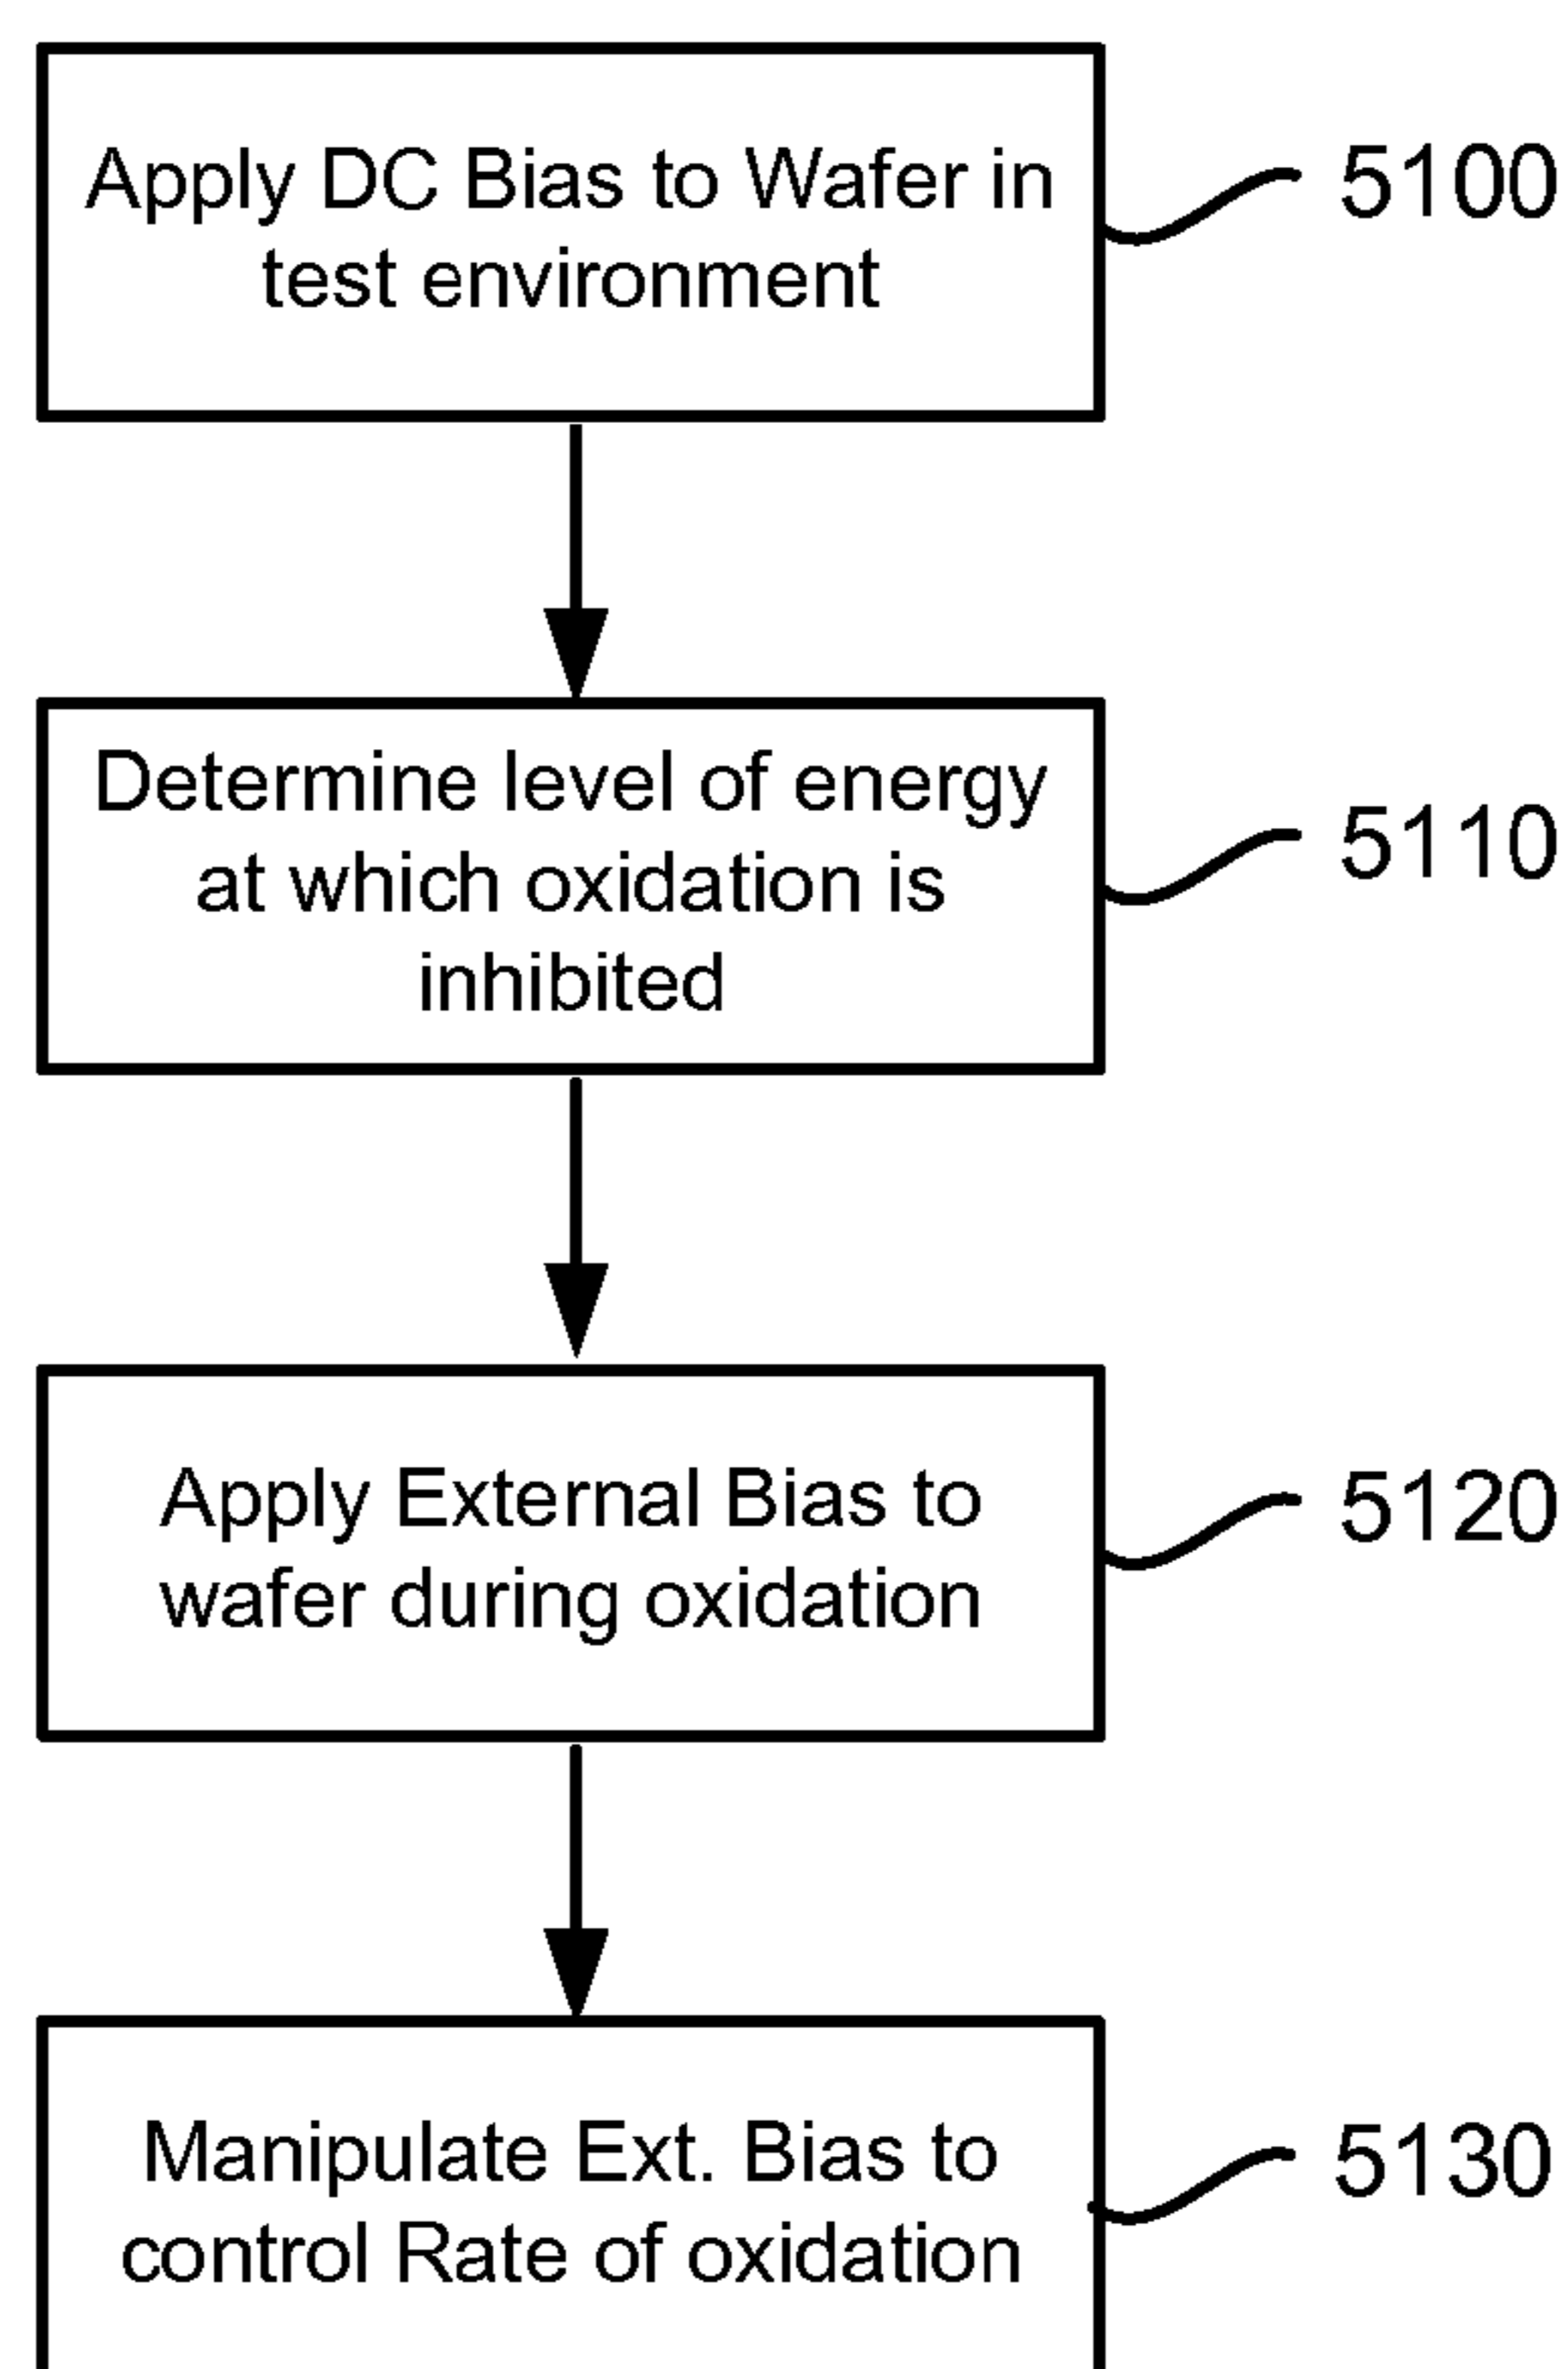 Apply DC Bias to Wafer in
test environment
5100
Determine level of energy
at which oxidation is
inhibited
5110
Apply External Bias to
wafer during oxidation
5120
Manipulate Ext. Bias to
control Rate of oxidation
5130